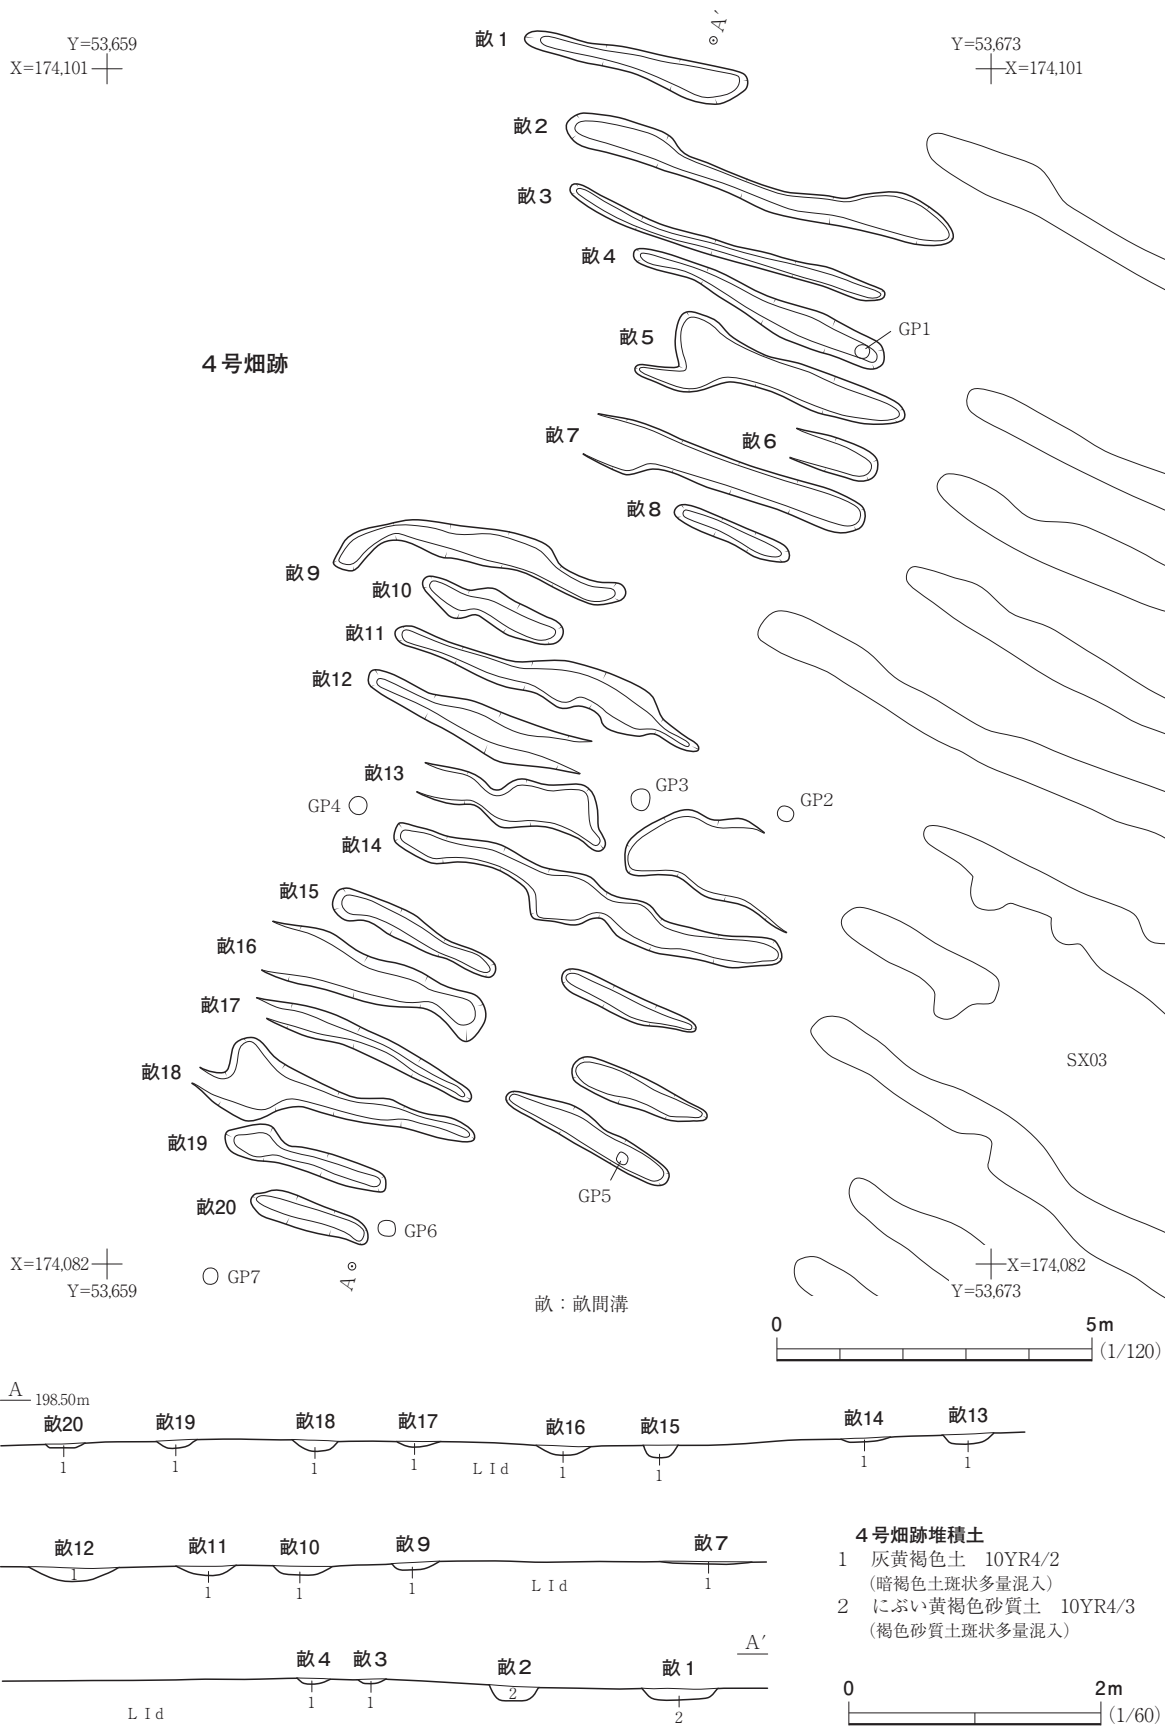 Y=53,659
X=174,101
畝1
A′
Y=53,673
X=174,101
畝2
畝3
畝4
GP1
畝5
4号畑跡
畝6
畝7
畝8
畝9
畝10
畝11
畝12
畝13
GP3
GP2
GP4
畝14
畝15
畝16
畝17
SX03
畝18
畝19
GP5
畝20
GP6
X=174,082
GP7
A
X=174,082
Y=53,659
Y=53,673
畝：畝間溝
0 5m
(1/120)
A 198.50m
畝20 畝19 畝18 畝17 畝16 畝15 畝14 畝13
1 1 1 1 1 1 1 1
L I d
畝12 畝11 畝10 畝9 畝7
1 1 1 1 1
L I d
4号畑跡堆積土
1 灰黄褐色土 10YR4/2
(暗褐色土斑状多量混入)
2 にぶい黄褐色砂質土 10YR4/3
(褐色砂質土斑状多量混入)
A′
畝4 畝3 畝2 畝1
1 1 2 2
L I d
0 2m
(1/60)